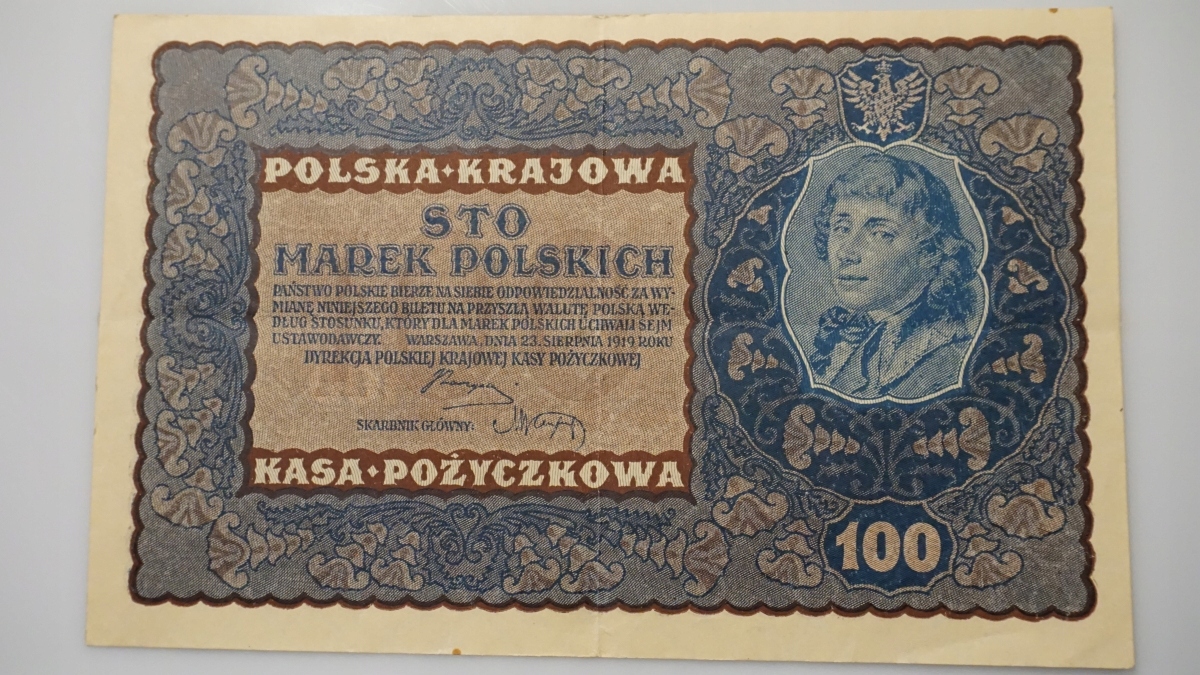 POLSKA·KRAJOWA
STO
MAREK POLSKICH
PAŃSTWO POLSKIE BIERZE NA SIEBIE ODPOWIEDZIALNOŚĆ ZA WY-
MIANĘ NINIEJSZEGO BILETU NA PRZYSZŁĄ WALUTĘ POLSKĄ WE-
DŁUG STOSUNKU, KTÓRY DLA MAREK POLSKICH UCHWALI SEJM
USTAWODAWCZY. WARSZAWA, DNIA 23. SIERPNIA 1919 ROKU
DYREKCJA POLSKIEJ KRAJOWEJ KASY POŻYCZKOWEJ
SKARBNIK GŁÓWNY:
KASA·POŻYCZKOWA
100